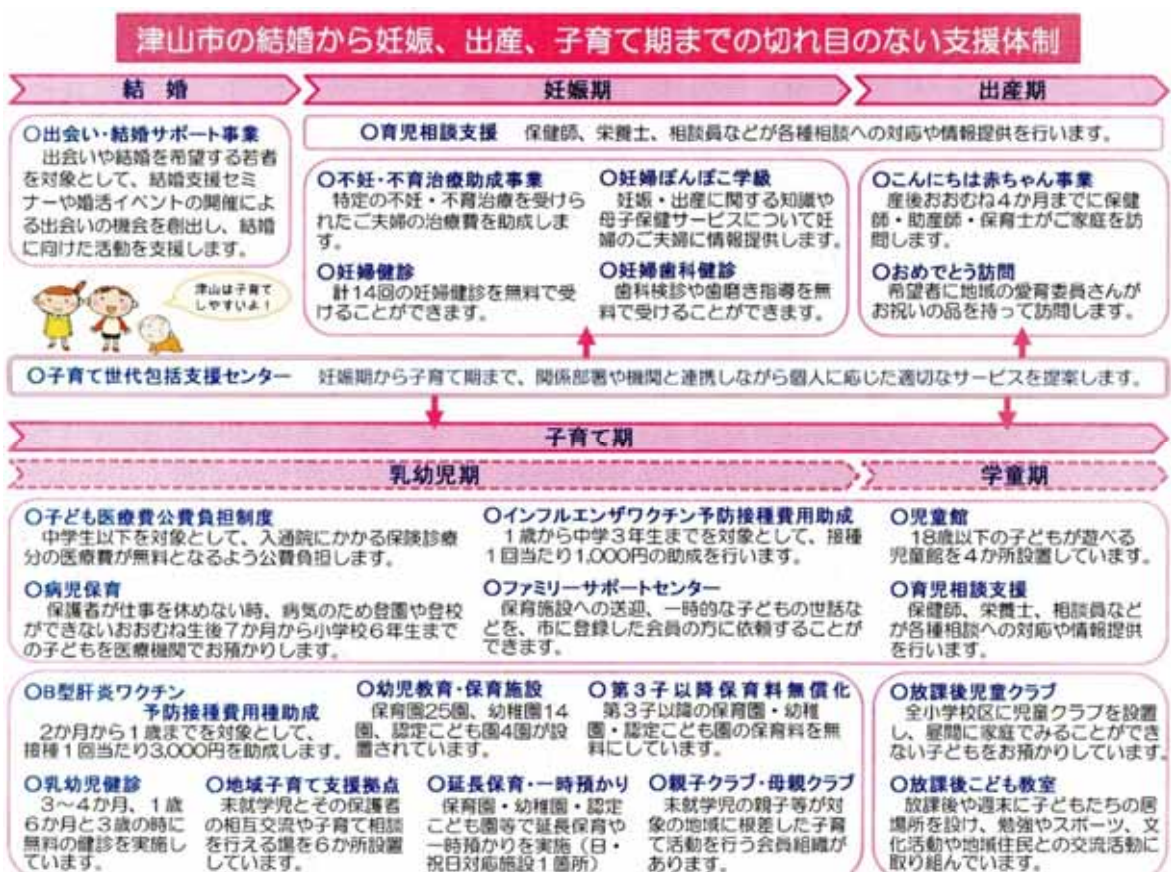 津山市の結婚から妊娠、出産、子育て期までの切れ目のない支援体制
結 婚
妊娠期
出産期
○出会い・結婚サポート事業
出会いや結婚を希望する若者
を対象として、結婚支援セミ
ナーや婚活イベントの開催によ
る出会いの機会を創出し、結婚
に向けた活動を支援します。
津山は子育て
しやすいよ!
○育児相談支援 保健師、栄養士、相談員などが各種相談への対応や情報提供を行います。
○不妊・不育治療助成事業
特定の不妊・不育治療を受けら
れたご夫婦の治療費を助成しま
す。
○妊婦健診
計14回の妊婦健診を無料で受
けることができます。
○妊婦ぽんぽこ学級
妊娠・出産に関する知識や
母子保健サービスについて妊
婦のご夫婦に情報提供します。
○妊婦歯科健診
歯科検診や歯磨き指導を無
料で受けることができます。
○こんにちは赤ちゃん事業
産後おおむね4か月までに保健
師・助産師・保育士がご家庭を訪
問します。
○おめでとう訪問
希望者に地域の愛育委員さんが
お祝いの品を持って訪問します。
○子育て世代包括支援センター 妊娠期から子育て期まで、関係部署や機関と連携しながら個人に応じた適切なサービスを提案します。
子育て期
乳幼児期
学童期
○子ども医療費公費負担制度
中学生以下を対象として、入通院にかかる保険診療
分の医療費が無料となるよう公費負担します。
○病児保育
保護者が仕事を休めない時、病気のため登園や登校
ができないおおむね生後7か月から小学校6年生まで
の子どもを医療機関でお預かりします。
○インフルエンザワクチン予防接種費用助成
1歳から中学3年生までを対象として、接種
1回当たり1,000円の助成を行います。
○ファミリーサポートセンター
保育施設への送迎、一時的な子どもの世話な
どを、市に登録した会員の方に依頼することが
できます。
○児童館
18歳以下の子どもが遊べる
児童館を4か所設置しています。
○育児相談支援
保健師、栄養士、相談員など
が各種相談への対応や情報提供
を行います。
○B型肝炎ワクチン
予防接種費用種助成
2か月から1歳までを対象として、
接種1回当たり3,000円を助成します。
○幼児教育・保育施設
保育園25園、幼稚園14
園、認定こども園4園が設
置されています。
○第3子以降保育料無償化
第3子以降の保育園・幼稚
園・認定こども園の保育料を無
料にしています。
○乳幼児健診
3~4か月、1歳
6か月と3歳の時に
無料の健診を実施し
ています。
○地域子育て支援拠点
未就学児とその保護者
の相互交流や子育て相談
を行える場を6か所設置
しています。
○延長保育・一時預かり
保育園・幼稚園・認定
こども園等で延長保育や
一時預かりを実施(日・
祝日対応施設1箇所)
○親子クラブ・母親クラブ
未就学児の親子等が対
象の地域に根差した子育
て活動を行う会員組織が
あります。
○放課後児童クラブ
全小学校区に児童クラブを設置
し、昼間に家庭でみることができ
ない子どもをお預かりしています。
○放課後こども教室
放課後や週末に子どもたちの居
場所を設け、勉強やスポーツ、文
化活動や地域住民との交流活動に
取り組んでいます。